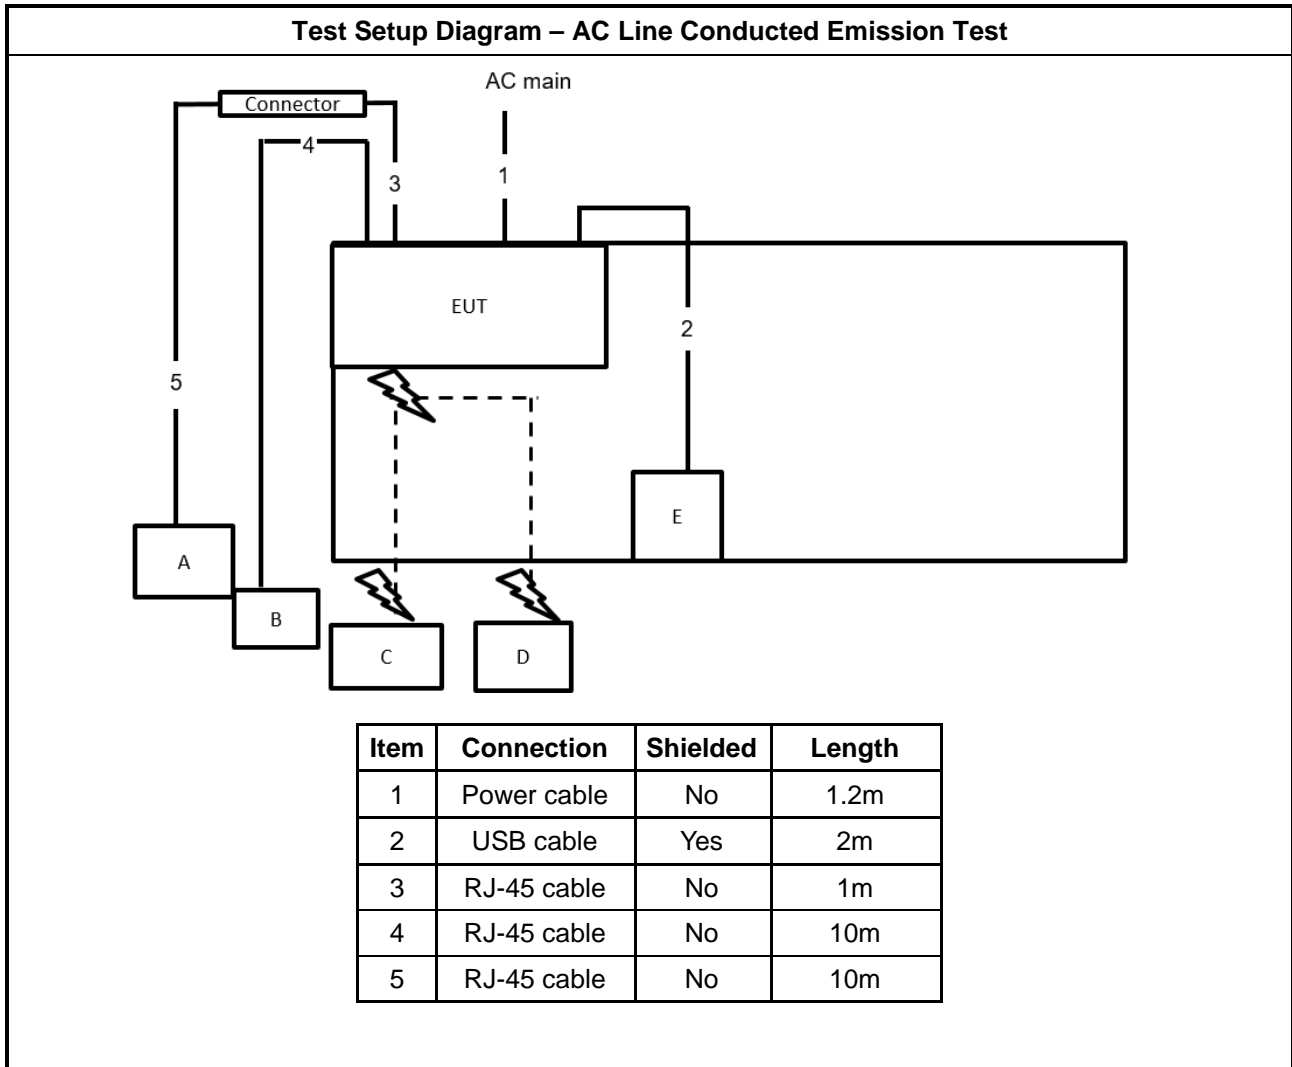 Test Setup Diagram – AC Line Conducted Emission Test
AC main
Connector
4
3
1
EUT
2
5
E
A
B
C
D
Item Connection Shielded Length
1 Power cable No 1.2m
2 USB cable Yes 2m
3 RJ-45 cable No 1m
4 RJ-45 cable No 10m
5 RJ-45 cable No 10m